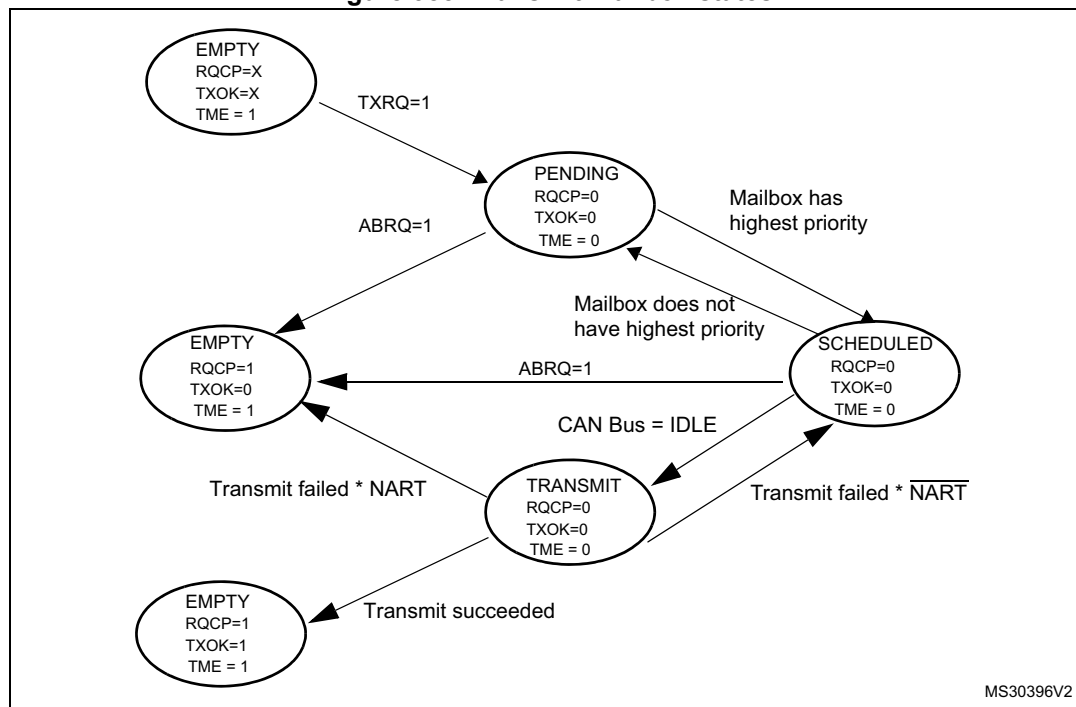 EMPTY
RQCP=X
TXOK=X
TME = 1
TXRQ=1
PENDING
RQCP=0
TXOK=0
TME = 0
Mailbox has
highest priority
ABRQ=1
Mailbox does not
have highest priority
EMPTY
RQCP=1
TXOK=0
TME = 1
ABRQ=1
SCHEDULED
RQCP=0
TXOK=0
TME = 0
CAN Bus = IDLE
Transmit failed * NART
TRANSMIT
RQCP=0
TXOK=0
TME = 0
Transmit failed * N̅A̅R̅T̅
EMPTY
RQCP=1
TXOK=1
TME = 1
Transmit succeeded
MS30396V2